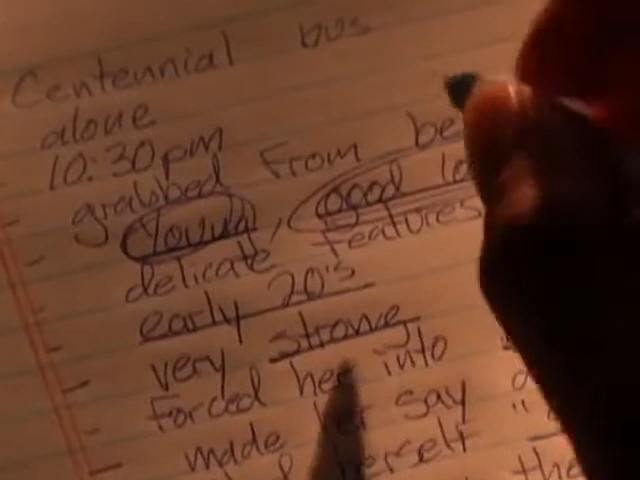 Centennial bus
alone
10:30pm
grabbed from be
Young, good lo
delicate features
early 20's
very strong
Forced her into
made her say
herself
the